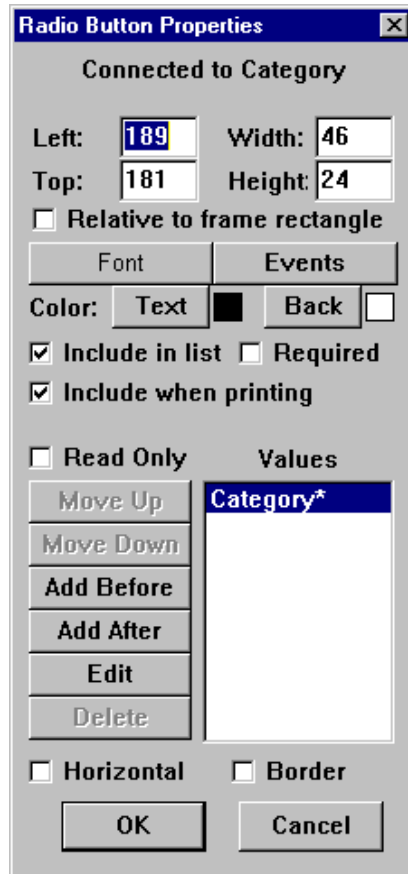 Radio Button Properties
Connected to Category
Left: 189 Width: 46
Top: 181 Height: 24
Relative to frame rectangle
Font Events
Color: Text Back
Include in list Required
Include when printing
Read Only Values
Move Up Category*
Move Down
Add Before
Add After
Edit
Delete
Horizontal Border
OK Cancel